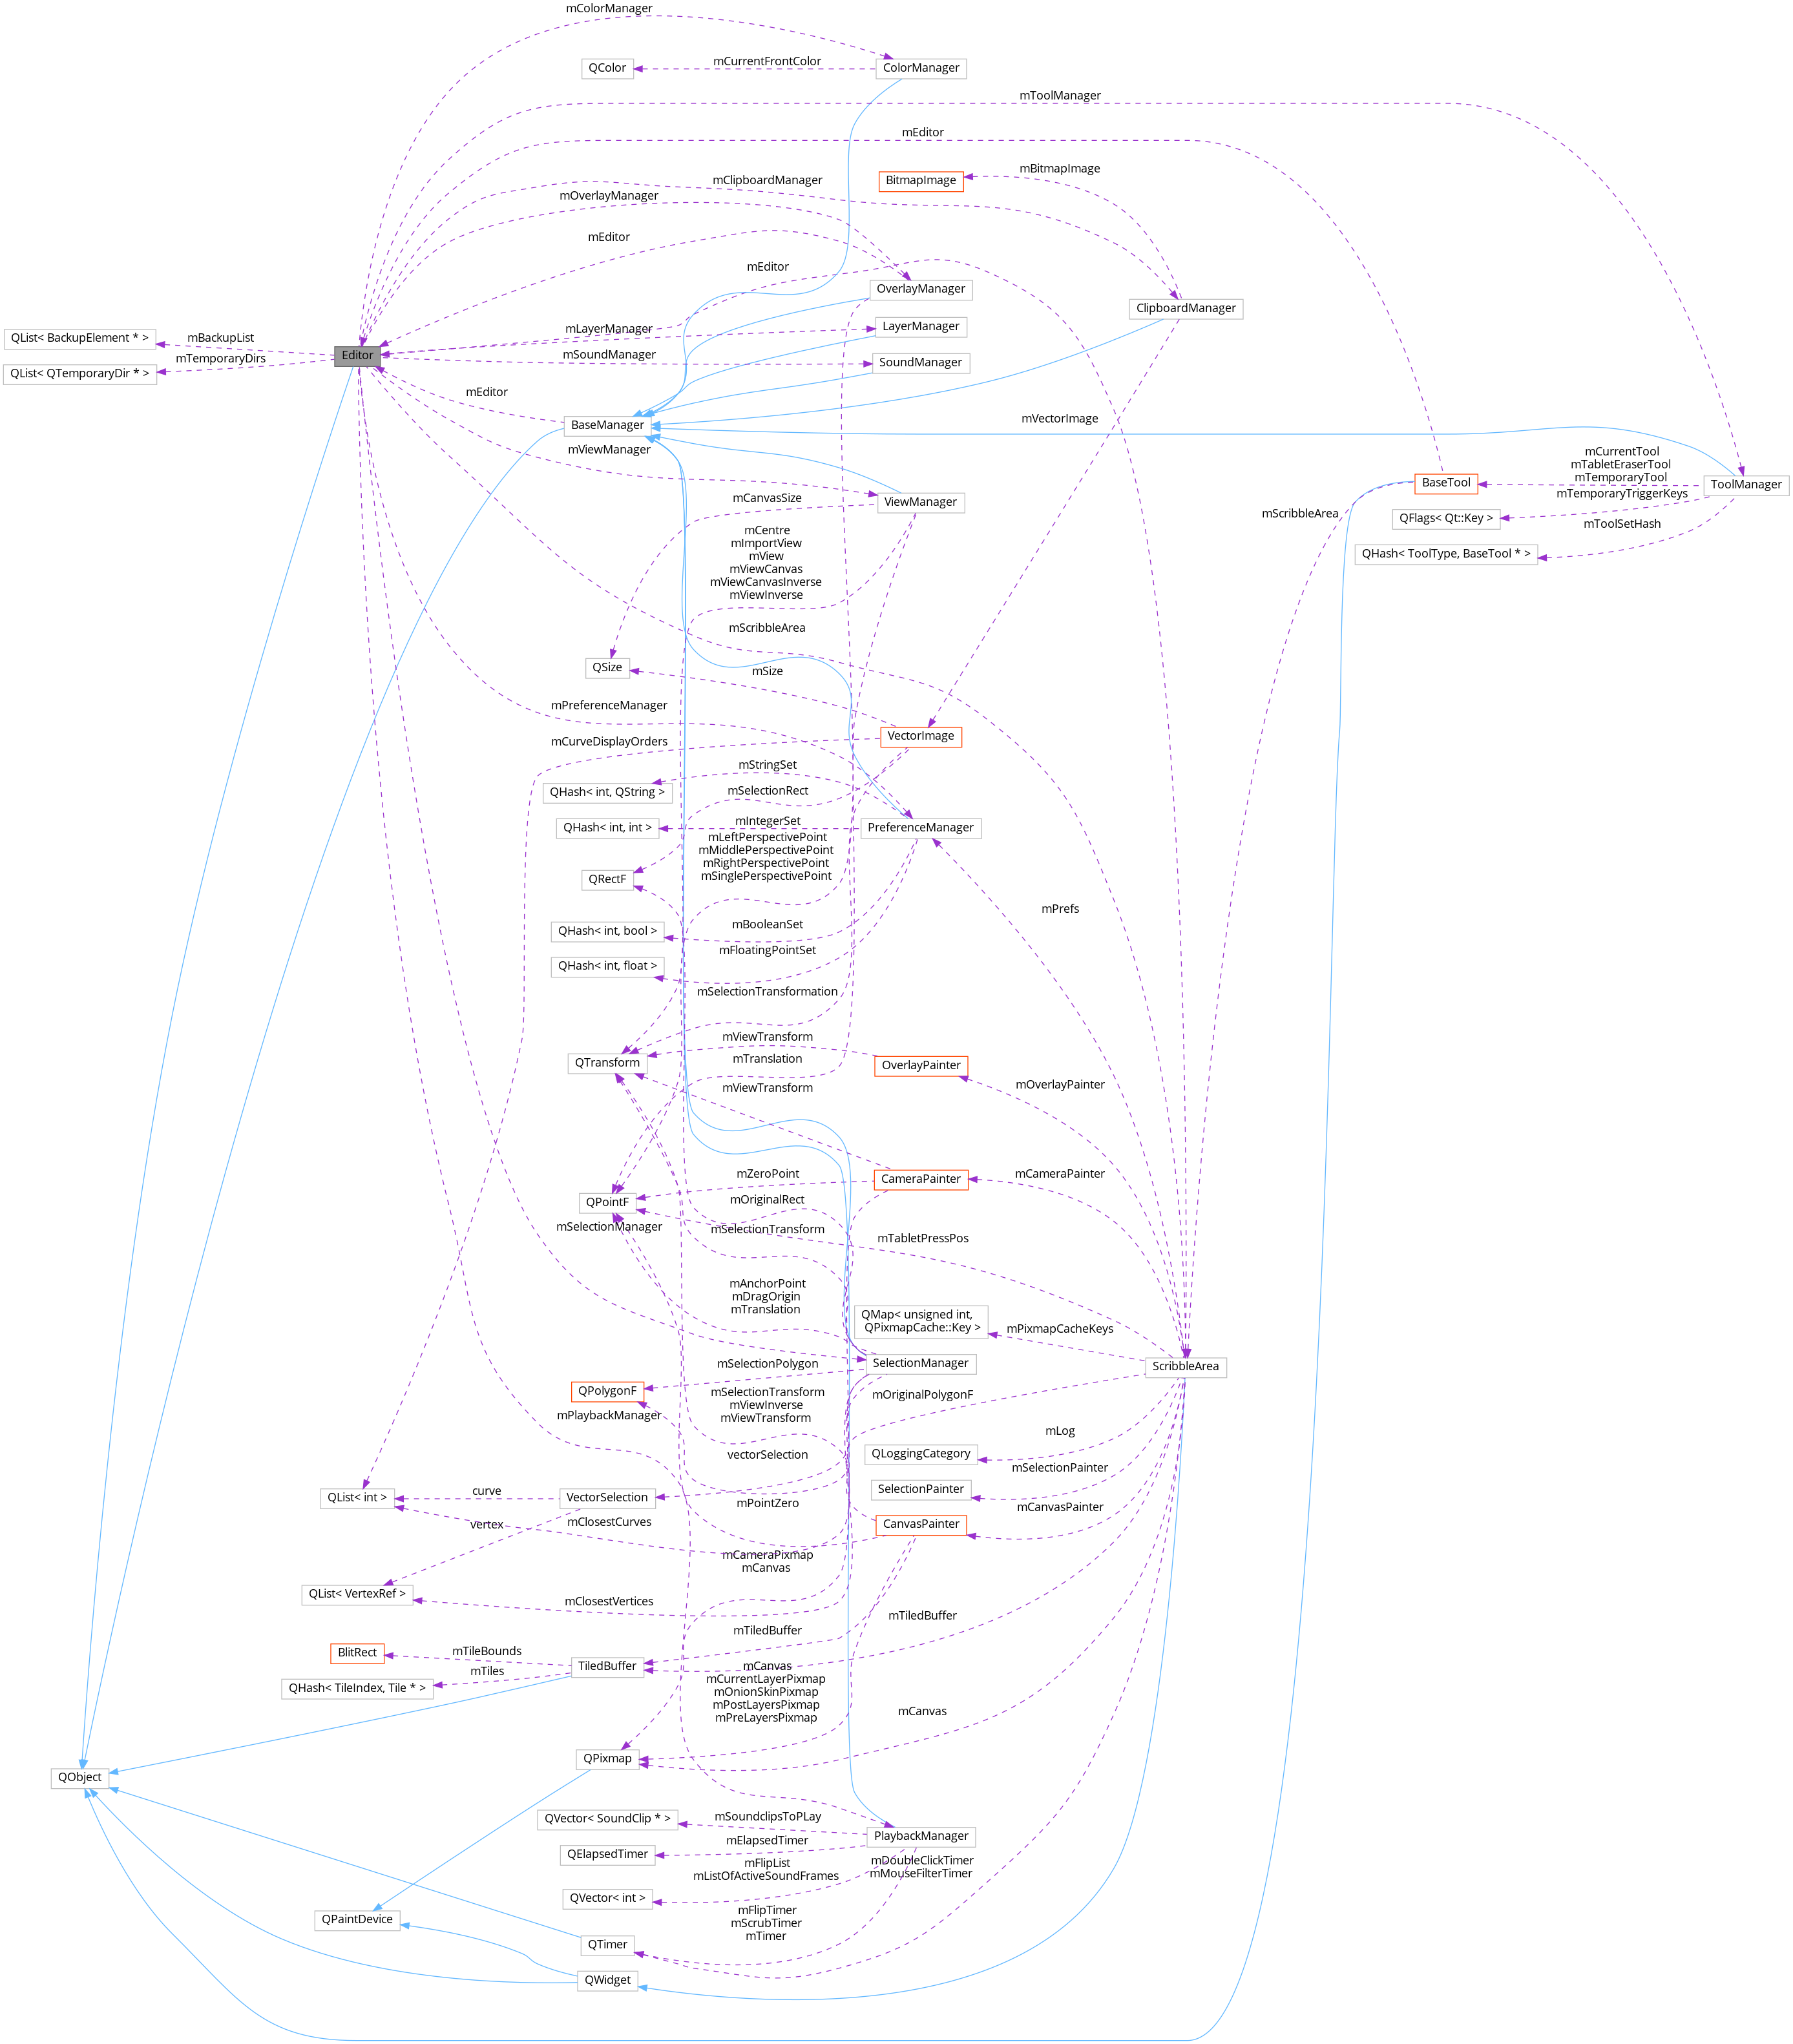 mColorManager
QColor
mCurrentFrontColor
ColorManager
mToolManager
mEditor
mBitmapImage
BitmapImage
mClipboardManager
mOverlayManager
mEditor
mEditor
OverlayManager
ClipboardManager
QList< BackupElement * >
mBackupList
mLayerManager
LayerManager
Editor
mSoundManager
SoundManager
mTemporaryDirs
QList< QTemporaryDir * >
mEditor
BaseManager
mVectorImage
mViewManager
mCurrentTool
mTabletEraserTool
mTemporaryTool
BaseTool
ToolManager
mTemporaryTriggerKeys
mCanvasSize
ViewManager
mScribbleArea
QFlags< Qt::Key >
mToolSetHash
mCentre
mImportView
mView
mViewCanvas
mViewCanvasInverse
mViewInverse
QHash< ToolType, BaseTool * >
mScribbleArea
QSize
mSize
mPreferenceManager
VectorImage
mCurveDisplayOrders
mStringSet
QHash< int, QString >
mSelectionRect
QHash< int, int >
mIntegerSet
PreferenceManager
mLeftPerspectivePoint
mMiddlePerspectivePoint
mRightPerspectivePoint
mSinglePerspectivePoint
QRectF
mPrefs
QHash< int, bool >
mBooleanSet
mFloatingPointSet
QHash< int, float >
mSelectionTransformation
mViewTransform
QTransform
mTranslation
OverlayPainter
mOverlayPainter
mViewTransform
mZeroPoint
CameraPainter
mCameraPainter
QPointF
mOriginalRect
mSelectionManager
mSelectionTransform
mTabletPressPos
mAnchorPoint
mDragOrigin
mTranslation
QMap< unsigned int,
QPixmapCache::Key >
mPixmapCacheKeys
mSelectionPolygon
SelectionManager
ScribbleArea
QPolygonF
mSelectionTransform
mViewInverse
mViewTransform
mOriginalPolygonF
mPlaybackManager
mLog
vectorSelection
QLoggingCategory
mSelectionPainter
QList< int >
curve
VectorSelection
mPointZero
SelectionPainter
mCanvasPainter
vertex
mClosestCurves
CanvasPainter
mCameraPixmap
mCanvas
QList< VertexRef >
mClosestVertices
mTiledBuffer
mTiledBuffer
BlitRect
mTileBounds
TiledBuffer
mTiles
QHash< TileIndex, Tile * >
mCanvas
mCurrentLayerPixmap
mOnionSkinPixmap
mPostLayersPixmap
mPreLayersPixmap
mCanvas
QPixmap
QObject
QVector< SoundClip * >
mSoundclipsToPLay
PlaybackManager
mElapsedTimer
QElapsedTimer
mFlipList
mListOfActiveSoundFrames
mDoubleClickTimer
mMouseFilterTimer
QVector< int >
mFlipTimer
mScrubTimer
mTimer
QPaintDevice
QTimer
QWidget